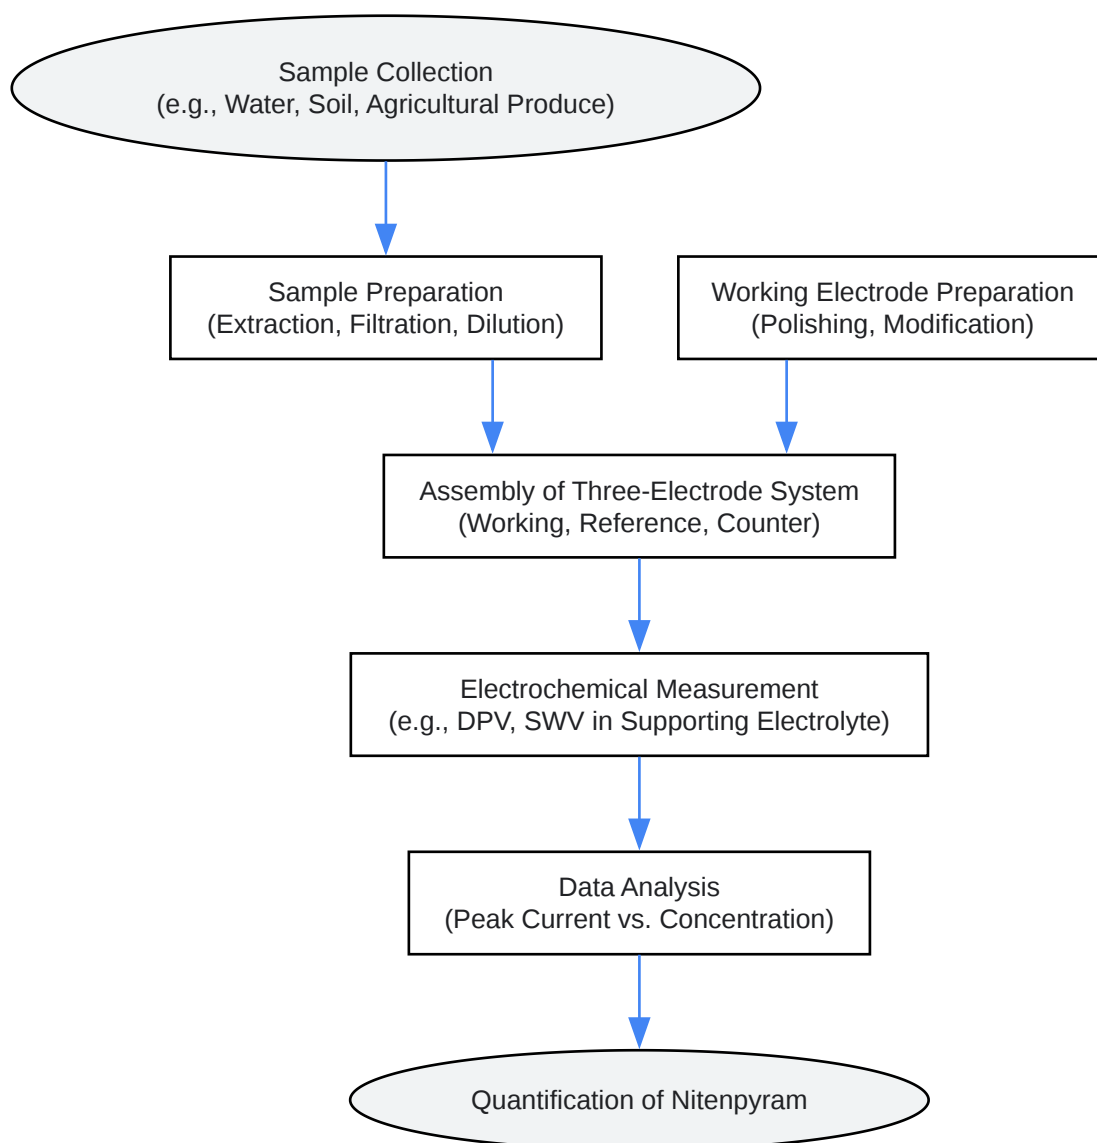 Sample Collection
(e.g., Water, Soil, Agricultural Produce)
Sample Preparation
(Extraction, Filtration, Dilution)
Working Electrode Preparation
(Polishing, Modification)
Assembly of Three-Electrode System
(Working, Reference, Counter)
Electrochemical Measurement
(e.g., DPV, SWV in Supporting Electrolyte)
Data Analysis
(Peak Current vs. Concentration)
Quantification of Nitenpyram